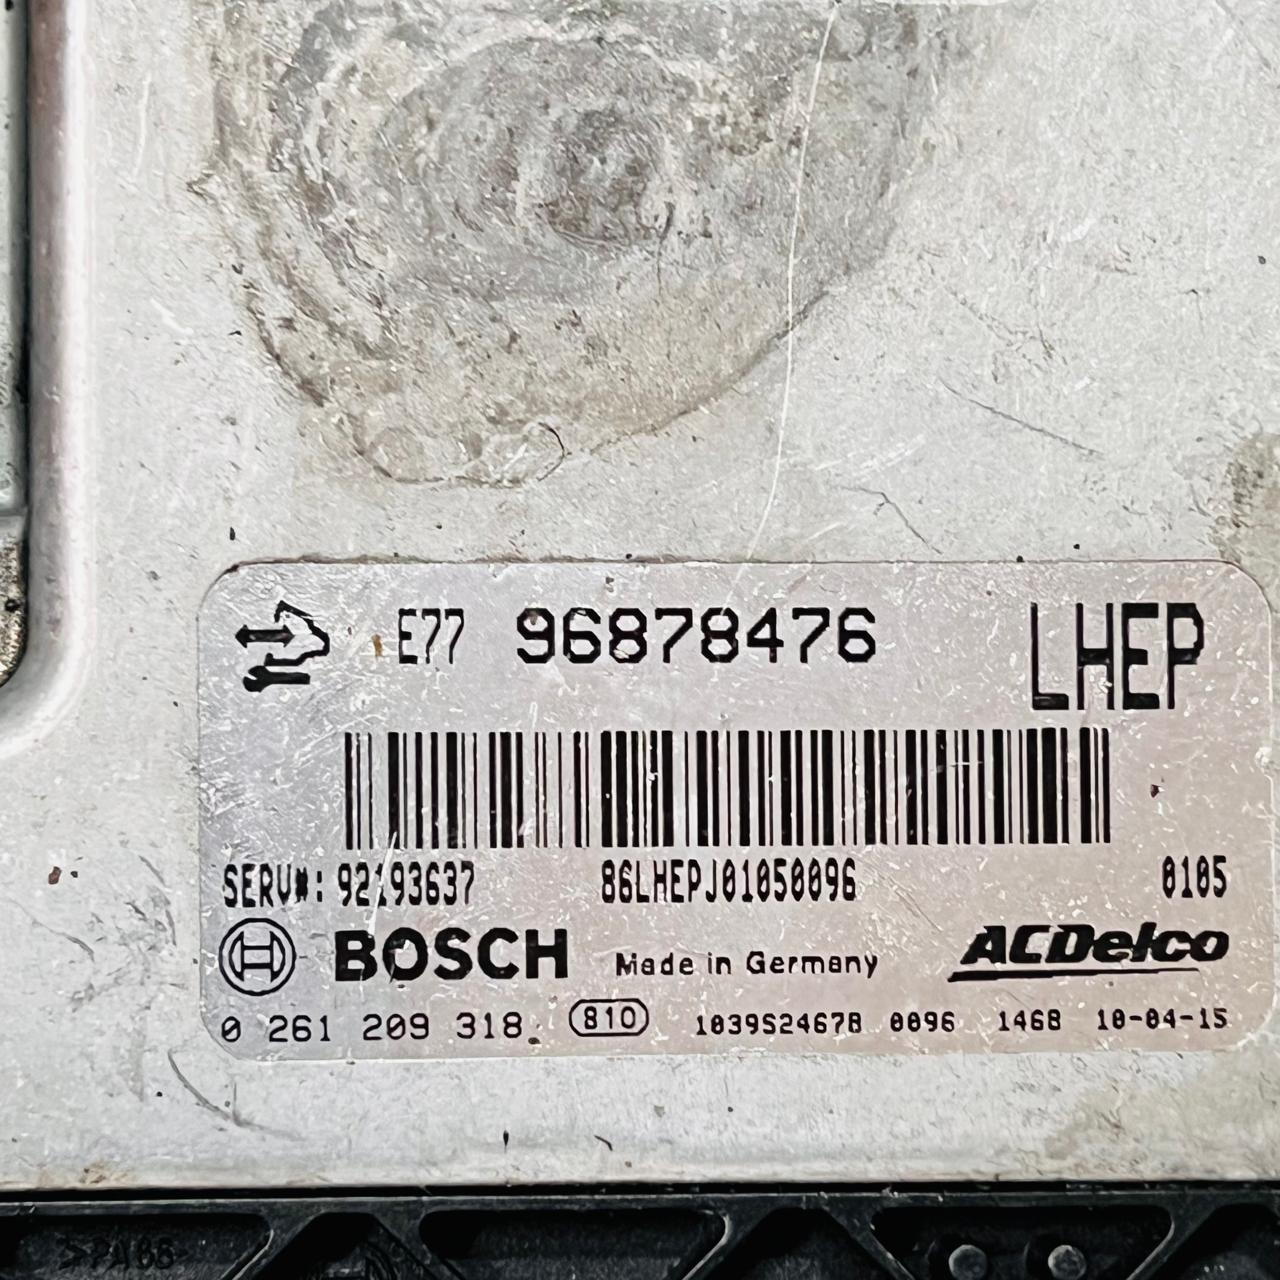 E77 96878476 LHEP
SERV#: 92193637 86LHEPJ01050096 0105
BOSCH Made in Germany ACDelco
0 261 209 318 810 1039S24678 0096 1468 10-04-15